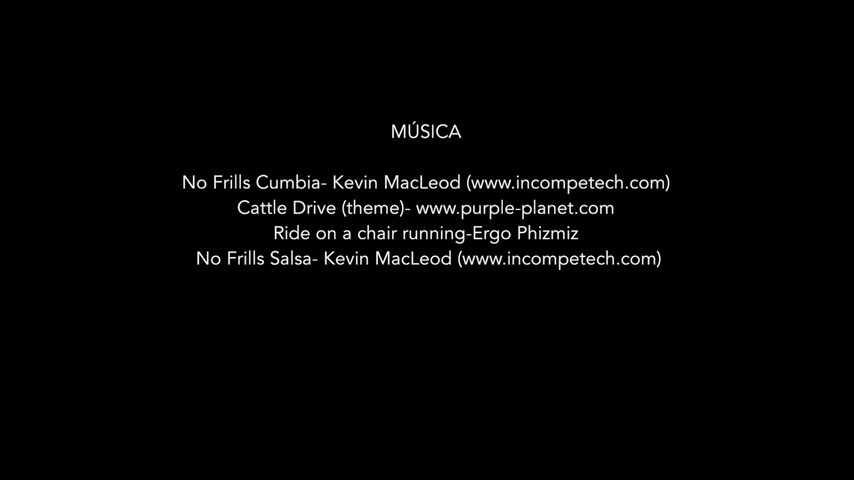 MÚSICA
No Frills Cumbia- Kevin MacLeod (www.incompetech.com)
Cattle Drive (theme)- www.purple-planet.com
Ride on a chair running-Ergo Phizmiz
No Frills Salsa- Kevin MacLeod (www.incompetech.com)